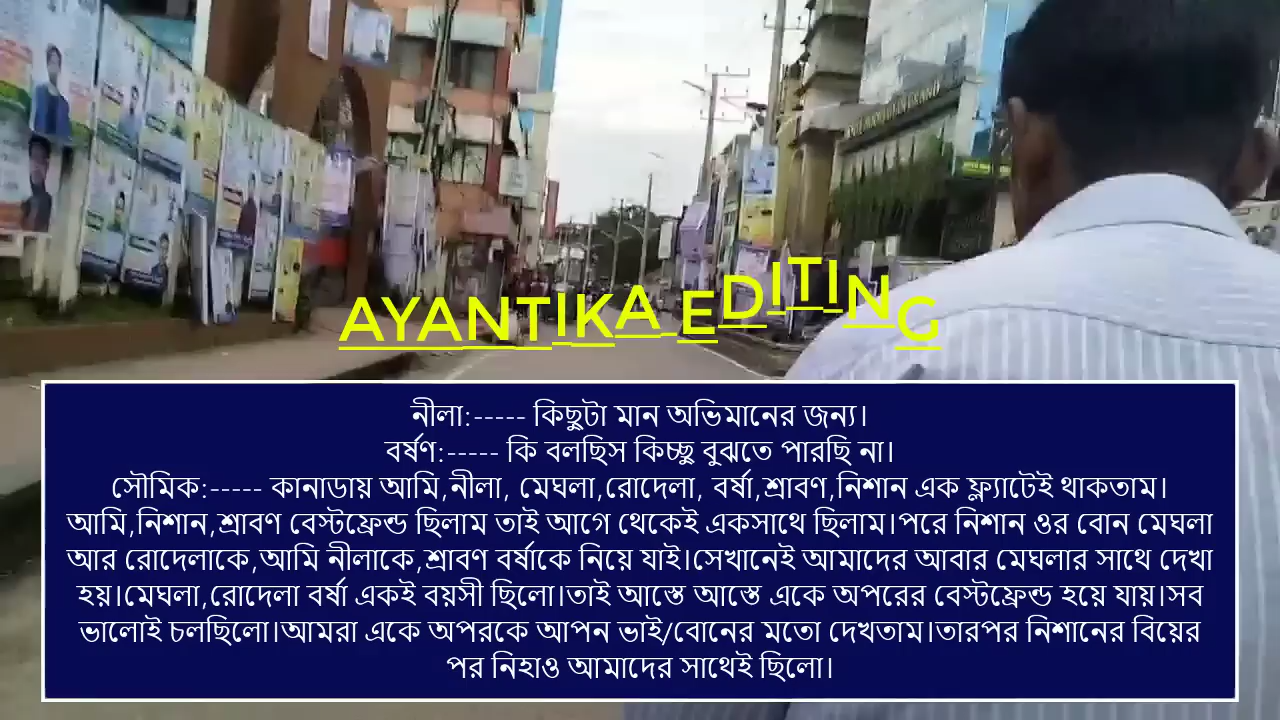 AYANTIKA EDITING
নীলা:----- কিছুটা মান অভিমানের জন্য।
বর্ষণ:----- কি বলছিস কিচ্ছু বুঝতে পারছি না।
সৌমিক:----- কানাডায় আমি,নীলা, মেঘলা,রোদেলা, বর্ষা,শ্রাবণ,নিশান এক ফ্ল্যাটেই থাকতাম।
আমি,নিশান,শ্রাবণ বেস্টফ্রেন্ড ছিলাম তাই আগে থেকেই একসাথে ছিলাম।পরে নিশান ওর বোন মেঘলা
আর রোদেলাকে,আমি নীলাকে,শ্রাবণ বর্ষাকে নিয়ে যাই।সেখানেই আমাদের আবার মেঘলার সাথে দেখা
হয়।মেঘলা,রোদেলা বর্ষা একই বয়সী ছিলো।তাই আস্তে আস্তে একে অপরের বেস্টফ্রেন্ড হয়ে যায়।সব
ভালোই চলছিলো।আমরা একে অপরকে আপন ভাই/বোনের মতো দেখতাম।তারপর নিশানের বিয়ের
পর নিহাও আমাদের সাথেই ছিলো।